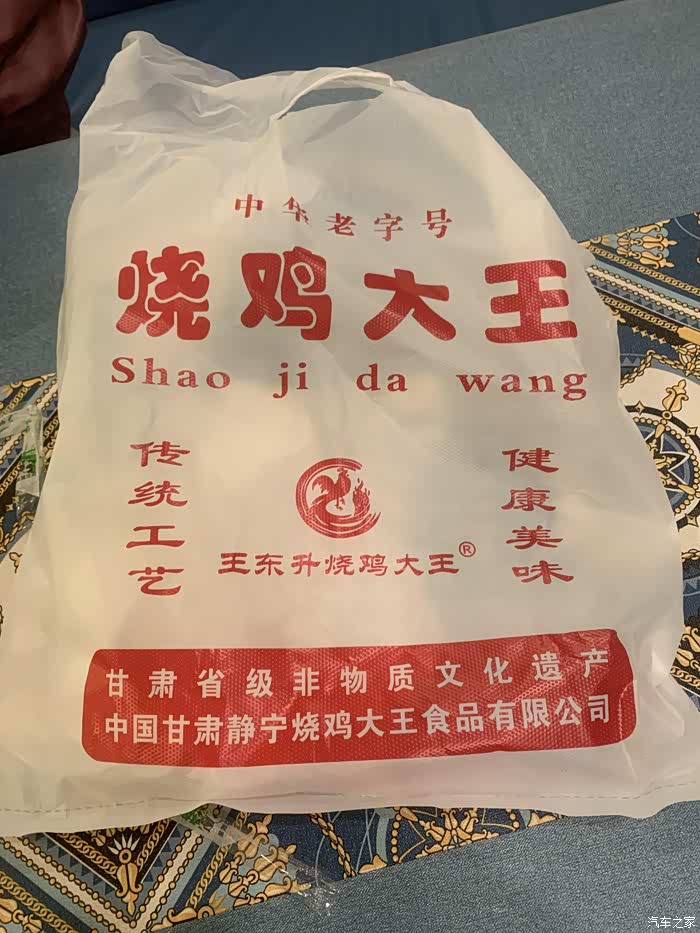 中华老字号
烧鸡大王
Shao ji da wang
传统工艺
健康美味
王东升烧鸡大王®
甘肃省级非物质文化遗产
中国甘肃静宁烧鸡大王食品有限公司
汽车之家